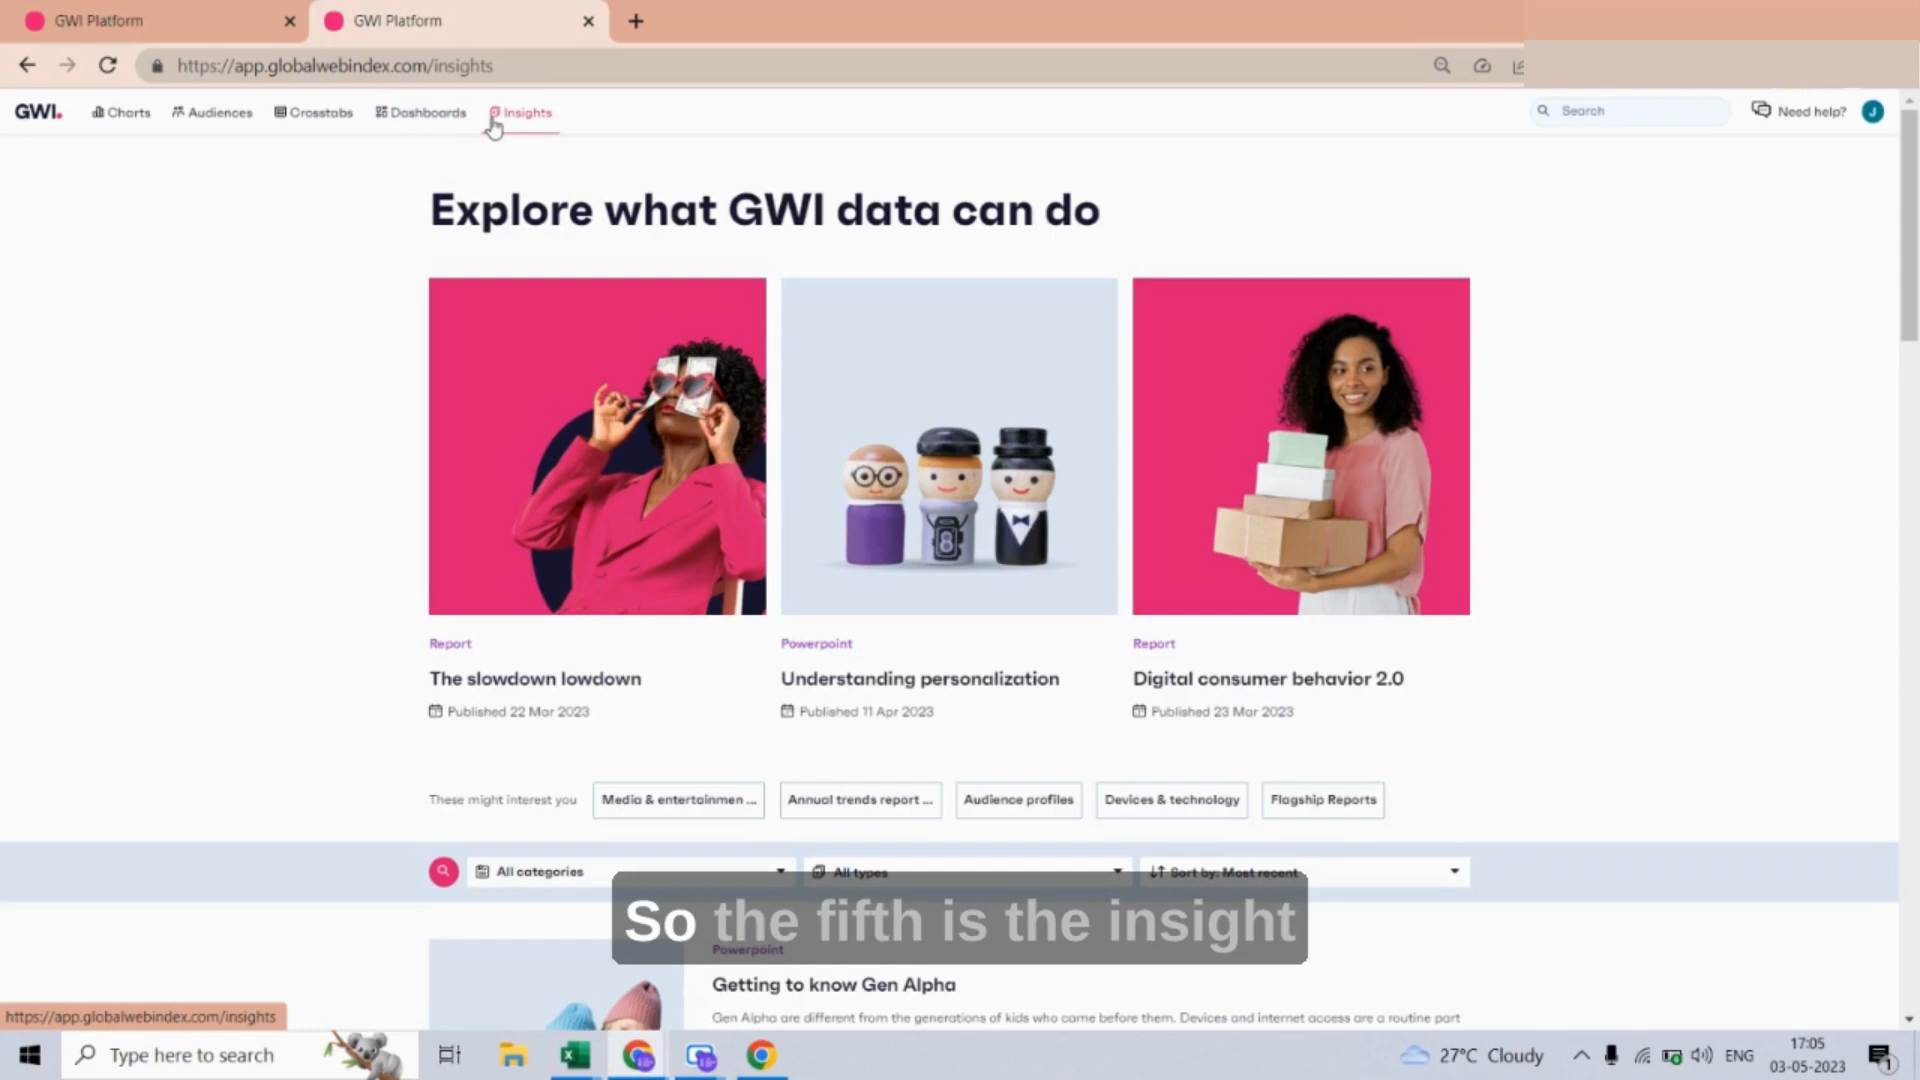 GWI Platform
GWI Platform
https://app.globalwebindex.com/insights
GWI. Charts Audiences Crosstabs Dashboards Insights Search Need help? J
Explore what GWI data can do
Report
The slowdown lowdown
Published 22 Mar 2023
Powerpoint
Understanding personalization
Published 11 Apr 2023
Report
Digital consumer behavior 2.0
Published 23 Mar 2023
These might interest you Media & entertainmen ... Annual trends report ... Audience profiles Devices & technology Flagship Reports
All categories All types Sort by: Most recent
So the fifth is the insight
Powerpoint
Getting to know Gen Alpha
Gen Alpha are different from the generations of kids who came before them. Devices and internet access are a routine part
https://app.globalwebindex.com/insights
Type here to search
27°C Cloudy
ENG
17:05
03-05-2023
1